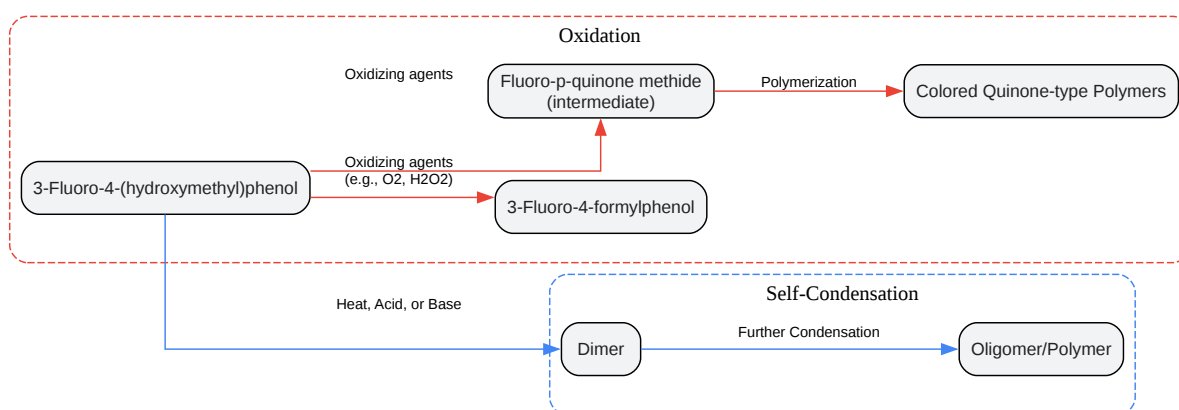 Oxidation
Oxidizing agents
Fluoro-p-quinone methide
(intermediate)
Polymerization
Colored Quinone-type Polymers
3-Fluoro-4-(hydroxymethyl)phenol
Oxidizing agents
(e.g., O2, H2O2)
3-Fluoro-4-formylphenol
Self-Condensation
Heat, Acid, or Base
Dimer
Further Condensation
Oligomer/Polymer